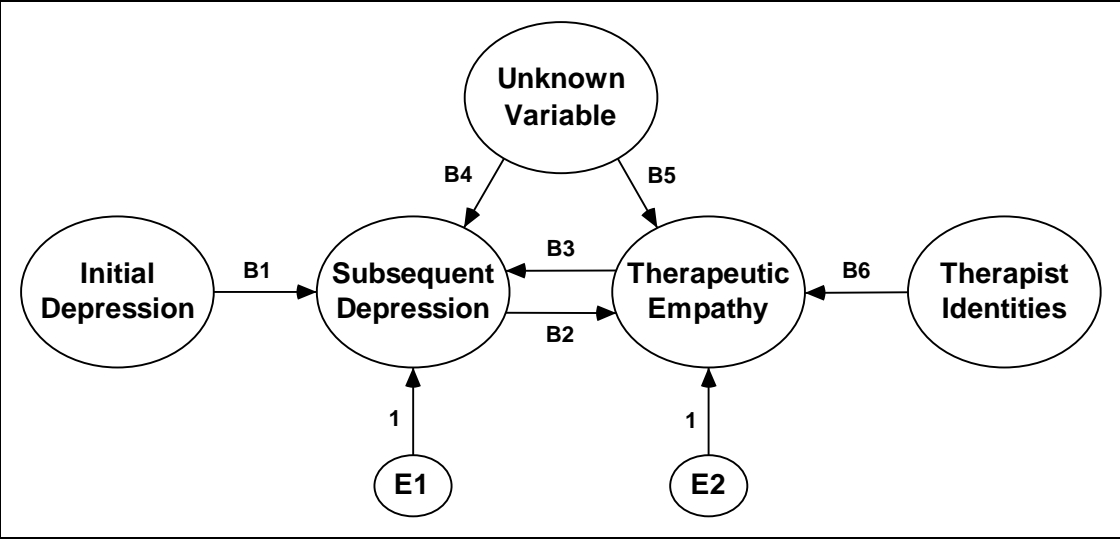 Unknown
Variable
B4
B5
Initial
Depression
B1
Subsequent
Depression
B3
B2
Therapeutic
Empathy
B6
Therapist
Identities
1
1
E1
E2